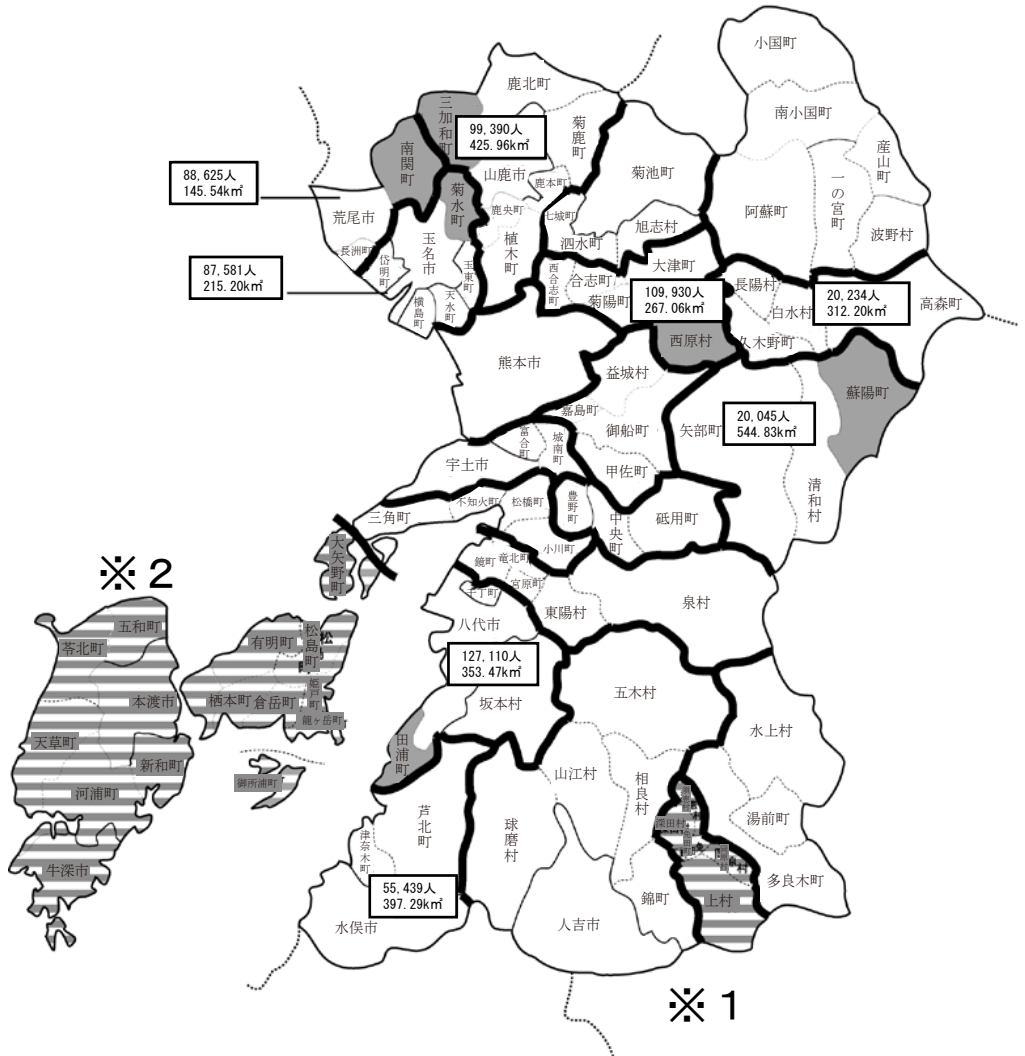 小国町
鹿北町
南小国町
三加和町
99,390人
425.96k㎡
菊鹿町
産山村
南関町
88,625人
145.54k㎡
山鹿市
鹿本町
菊池町
一の宮町
阿蘇町
荒尾市
菊水町
鹿央町
七城町
旭志村
波野村
長洲町
岱明町
玉名市
植木町
泗水町
大津町
87,581人
215.20k㎡
玉東町
西合志町
合志町
菊陽町
109,930人
267.06k㎡
長陽村
白水村
20,234人
312.20k㎡
高森町
横島町
天水町
西原村
久木野町
熊本市
益城村
蘇陽町
嘉島町
御船町
矢部町
20,045人
544.83k㎡
富合町
城南町
宇土市
甲佐町
清和村
三角町
不知火町
松橋町
豊野町
中央町
砥用町
大矢野町
小川町
鏡町
竜北町
宮原町
千丁町
東陽村
泉村
※2
五和町
苓北町
有明町
松島町
松
八代市
127,110人
353.47k㎡
本渡市
栖本町
倉岳町
姫戸町
龍ヶ岳町
坂本村
五木村
水上村
天草町
新和町
田浦町
御所浦町
河浦町
山江村
相良村
湯前町
芦北町
球磨村
深田村
牛深市
津奈木町
多良木町
55,439人
397.29k㎡
錦町
上村
水俣市
人吉市
※1